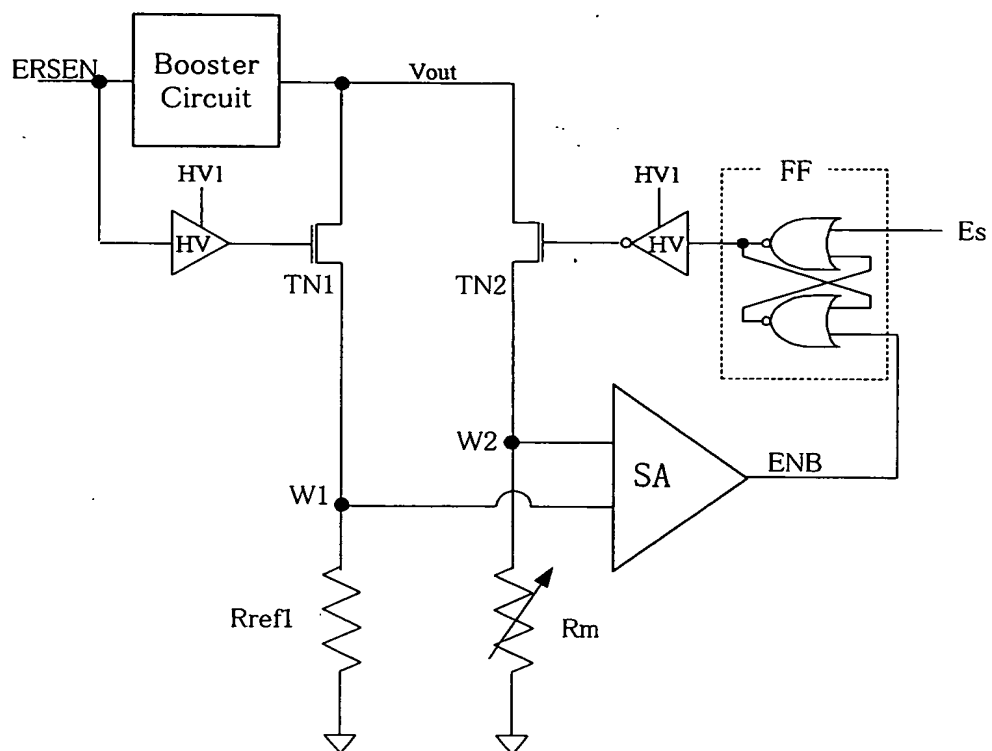 ERSEN
Booster
Circuit
Vout
HV1
HV
TN1
HV1
HV
TN2
FF
Es
W2
W1
SA
ENB
Rref1
Rm